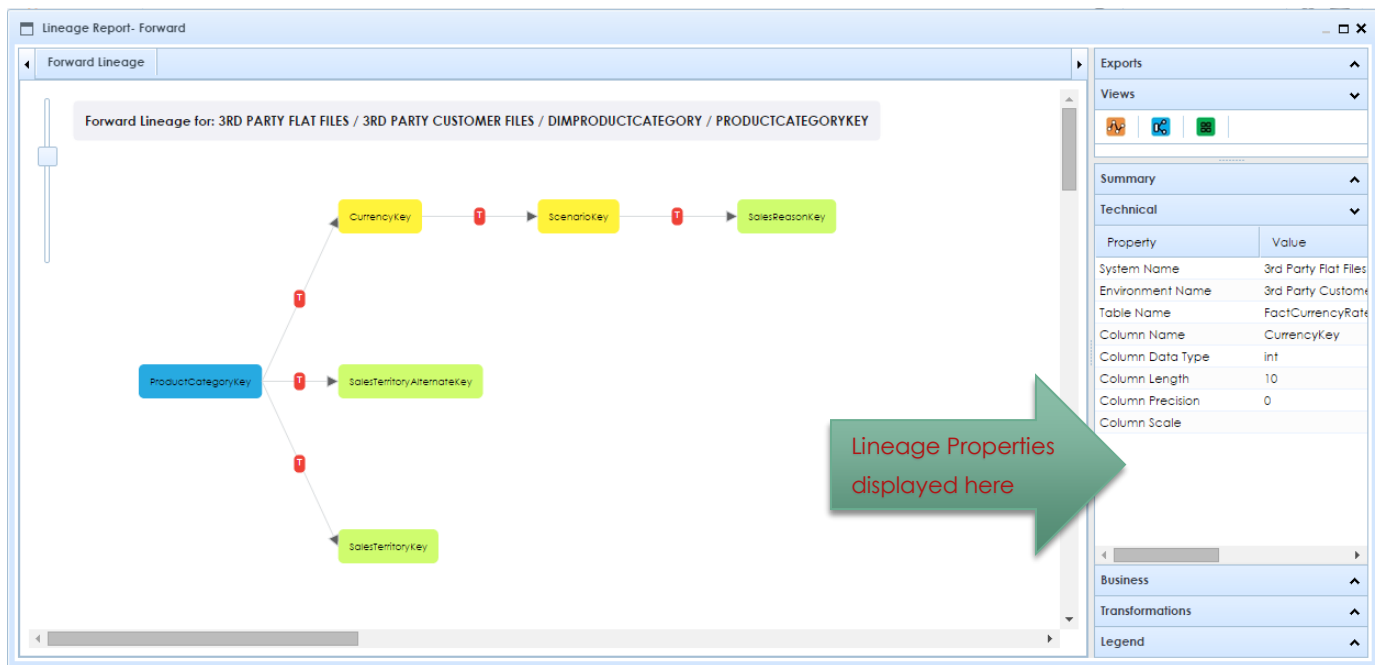 Lineage Report- Forward
Forward Lineage
Forward Lineage for: 3RD PARTY FLAT FILES / 3RD PARTY CUSTOMER FILES / DIMPRODUCTCATEGORY / PRODUCTCATEGORYKEY
CurrencyKey
T
ScenarioKey
T
SalesReasonKey
T
ProductCategoryKey
T
SalesTerritoryAlternateKey
T
SalesTerritoryKey
Lineage Properties
displayed here
Exports
Views
Summary
Technical
Property Value
System Name 3rd Party Flat Files
Environment Name 3rd Party Custome
Table Name FactCurrencyRate
Column Name CurrencyKey
Column Data Type int
Column Length 10
Column Precision 0
Column Scale
Business
Transformations
Legend